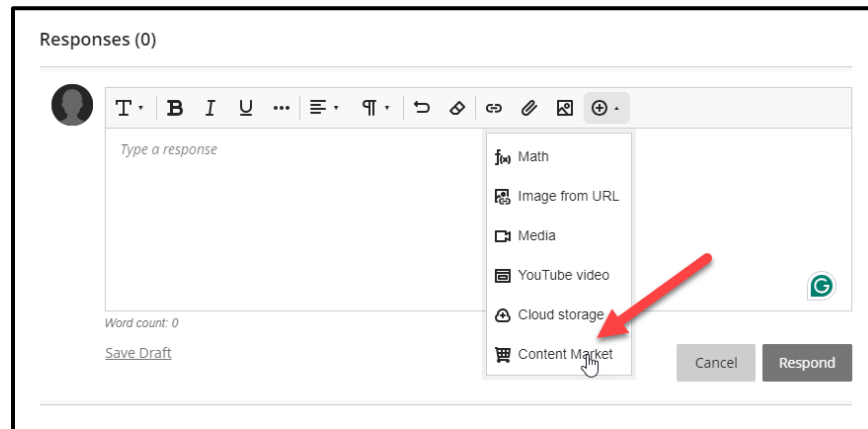 Responses (0)
T B I U ••• ¶
Type a response
f(x) Math
Image from URL
Media
YouTube video
Cloud storage
Content Market
G
Word count: 0
Save Draft
Cancel Respond